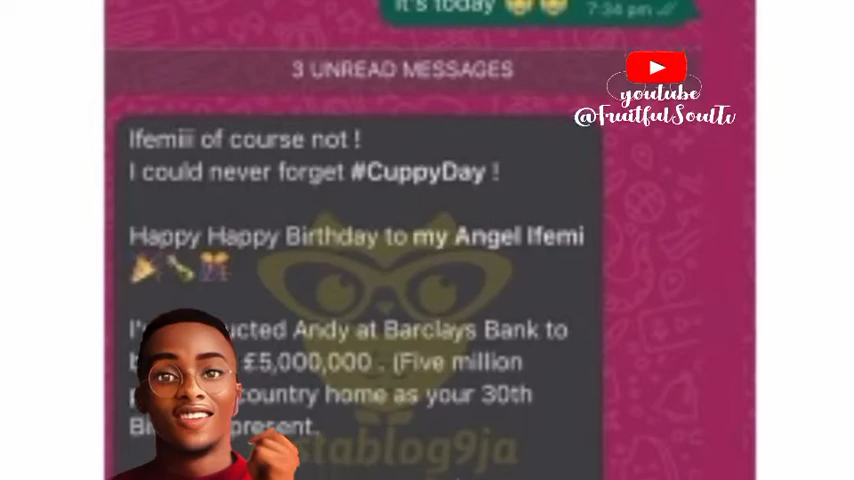 It's today
7:34 pm
3 UNREAD MESSAGES
youtube
@FruitfulSoulTv
Ifemiii of course not !
I could never forget #CuppyDay !
Happy Happy Birthday to my Angel Ifemi
ucted Andy at Barclays Bank to
£5,000,000 . (Five million
country home as your 30th
present.
stablog9ja